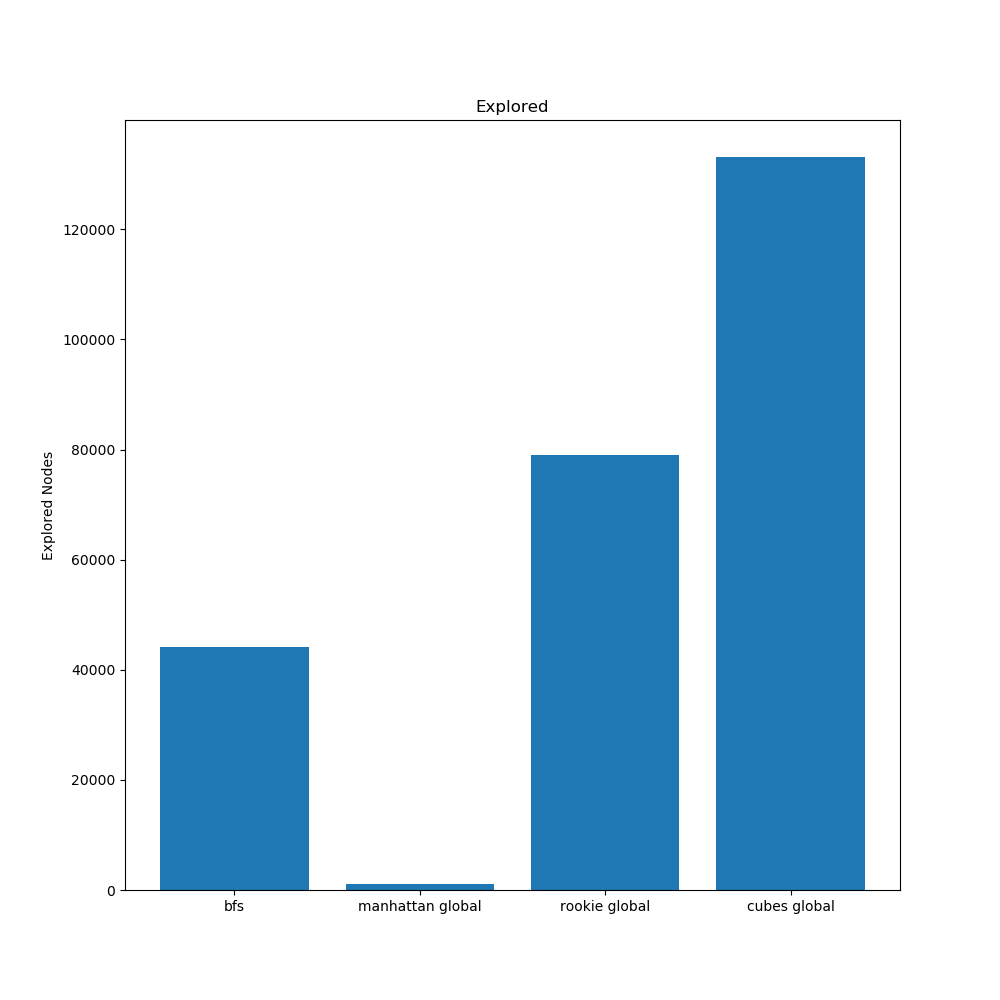 Explored
Explored Nodes
120000
100000
80000
60000
40000
20000
0
bfs
manhattan global
rookie global
cubes global